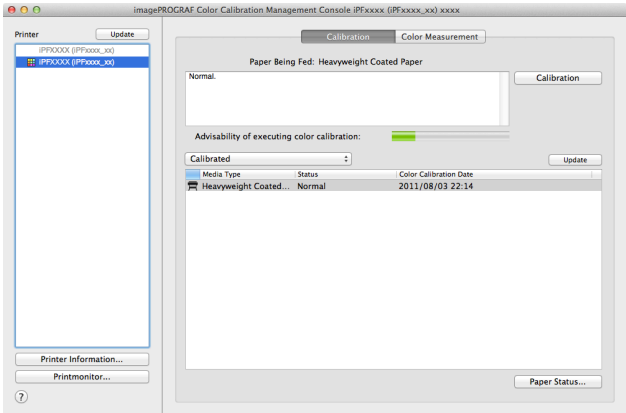 imagePROGRAF Color Calibration Management Console iPFxxxx (iPFxxxx_xx) xxxx
Printer
Update
iPFXXXX (iPFxxxx_xx)
iPFXXXX (iPFxxxx_xx)
Printer Information...
Printmonitor...
?
Calibration
Color Measurement
Paper Being Fed: Heavyweight Coated Paper
Normal.
Calibration
Advisability of executing color calibration:
Calibrated
Update
Media Type Status Color Calibration Date
Heavyweight Coated... Normal 2011/08/03 22:14
Paper Status...